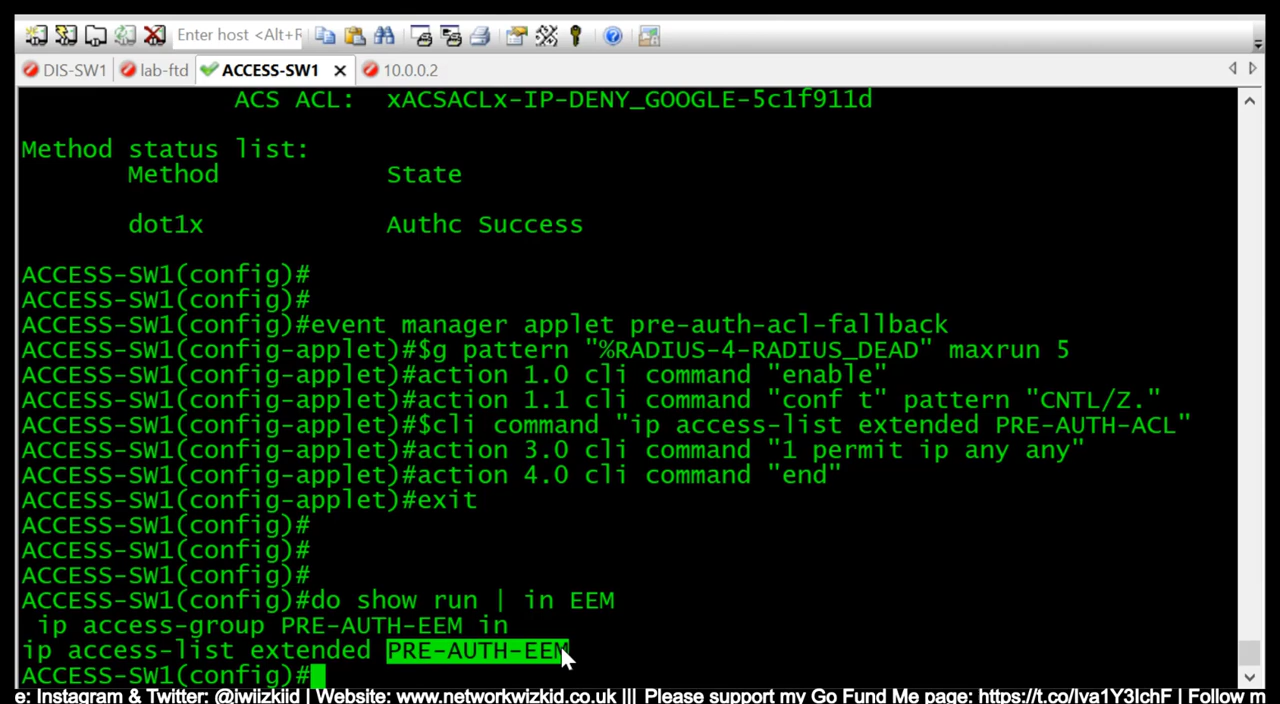 Enter host <Alt+R
DIS-SW1 lab-ftd ACCESS-SW1 10.0.0.2
ACS ACL: xACSACLx-IP-DENY_GOOGLE-5c1f911d
Method status list:
Method State
dot1x Authc Success
ACCESS-SW1(config)#
ACCESS-SW1(config)#
ACCESS-SW1(config)#event manager applet pre-auth-acl-fallback
ACCESS-SW1(config-applet)#$g pattern "%RADIUS-4-RADIUS_DEAD" maxrun 5
ACCESS-SW1(config-applet)#action 1.0 cli command "enable"
ACCESS-SW1(config-applet)#action 1.1 cli command "conf t" pattern "CNTL/Z."
ACCESS-SW1(config-applet)#$cli command "ip access-list extended PRE-AUTH-ACL"
ACCESS-SW1(config-applet)#action 3.0 cli command "1 permit ip any any"
ACCESS-SW1(config-applet)#action 4.0 cli command "end"
ACCESS-SW1(config-applet)#exit
ACCESS-SW1(config)#
ACCESS-SW1(config)#
ACCESS-SW1(config)#
ACCESS-SW1(config)#do show run | in EEM
ip access-group PRE-AUTH-EEM in
ip access-list extended PRE-AUTH-EEM
ACCESS-SW1(config)#
e: Instagram & Twitter: @iwiizkiid | Website: www.networkwizkid.co.uk ||| Please support my Go Fund Me page: https://t.co/Iva1Y3IchF | Follow m